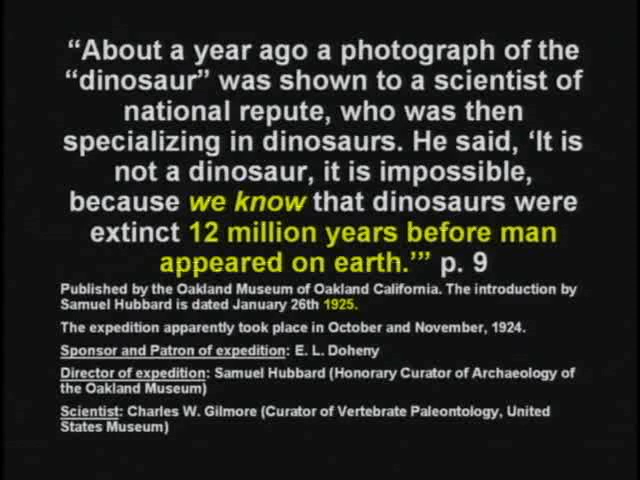 “About a year ago a photograph of the
“dinosaur” was shown to a scientist of
national repute, who was then
specializing in dinosaurs. He said, ‘It is
not a dinosaur, it is impossible,
because we know that dinosaurs were
extinct 12 million years before man
appeared on earth.’” p. 9
Published by the Oakland Museum of Oakland California. The introduction by
Samuel Hubbard is dated January 26th 1925.
The expedition apparently took place in October and November, 1924.
Sponsor and Patron of expedition: E. L. Doheny
Director of expedition: Samuel Hubbard (Honorary Curator of Archaeology of
the Oakland Museum)
Scientist: Charles W. Gilmore (Curator of Vertebrate Paleontology, United
States Museum)